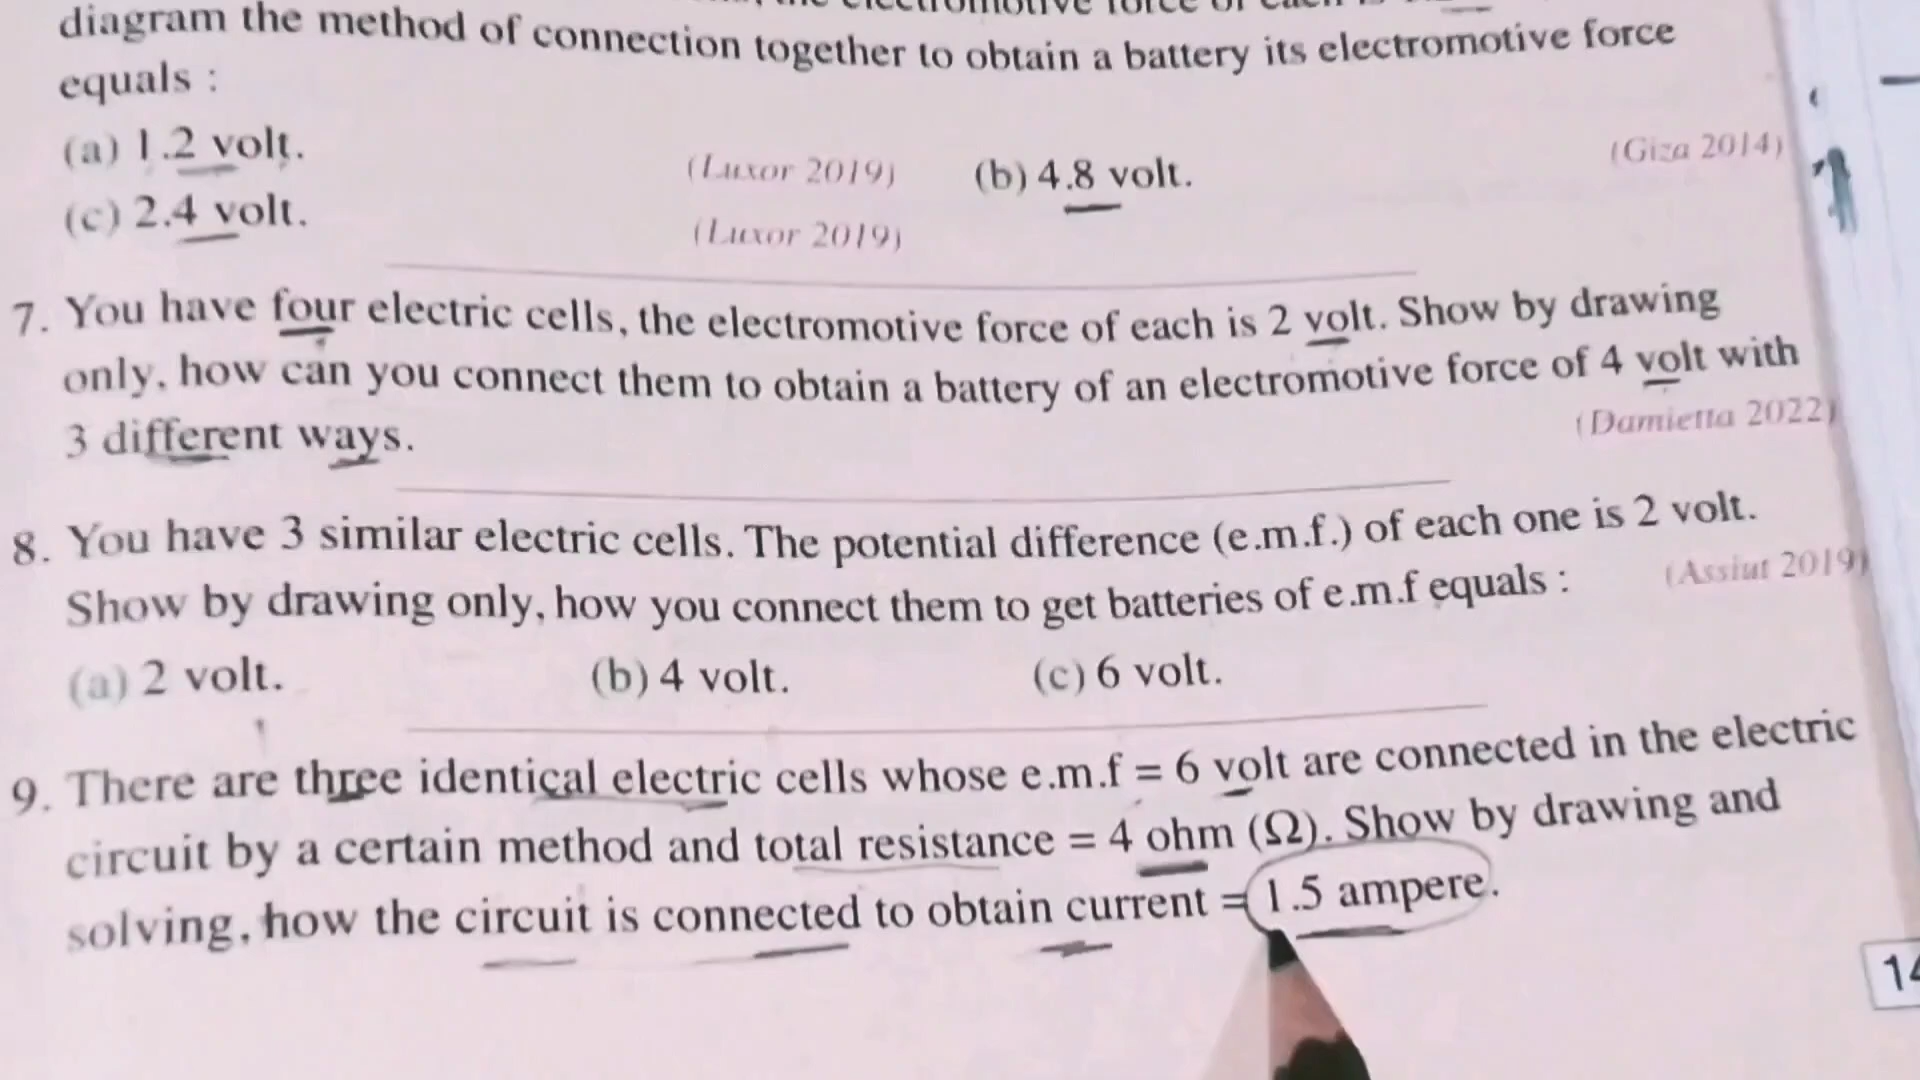 the electromotive force of each is
diagram the method of connection together to obtain a battery its electromotive force
equals :
(a) 1.2 volt. (Luxor 2019) (b) 4.8 volt. (Giza 2014)
(c) 2.4 volt. (Luxor 2019)
7. You have four electric cells, the electromotive force of each is 2 volt. Show by drawing
only, how can you connect them to obtain a battery of an electromotive force of 4 volt with
3 different ways. (Damietta 2022)
8. You have 3 similar electric cells. The potential difference (e.m.f.) of each one is 2 volt.
Show by drawing only, how you connect them to get batteries of e.m.f equals : (Assiut 2019)
(a) 2 volt. (b) 4 volt. (c) 6 volt.
9. There are three identical electric cells whose e.m.f = 6 volt are connected in the electric
circuit by a certain method and total resistance = 4 ohm (Ω). Show by drawing and
solving, how the circuit is connected to obtain current = 1.5 ampere.